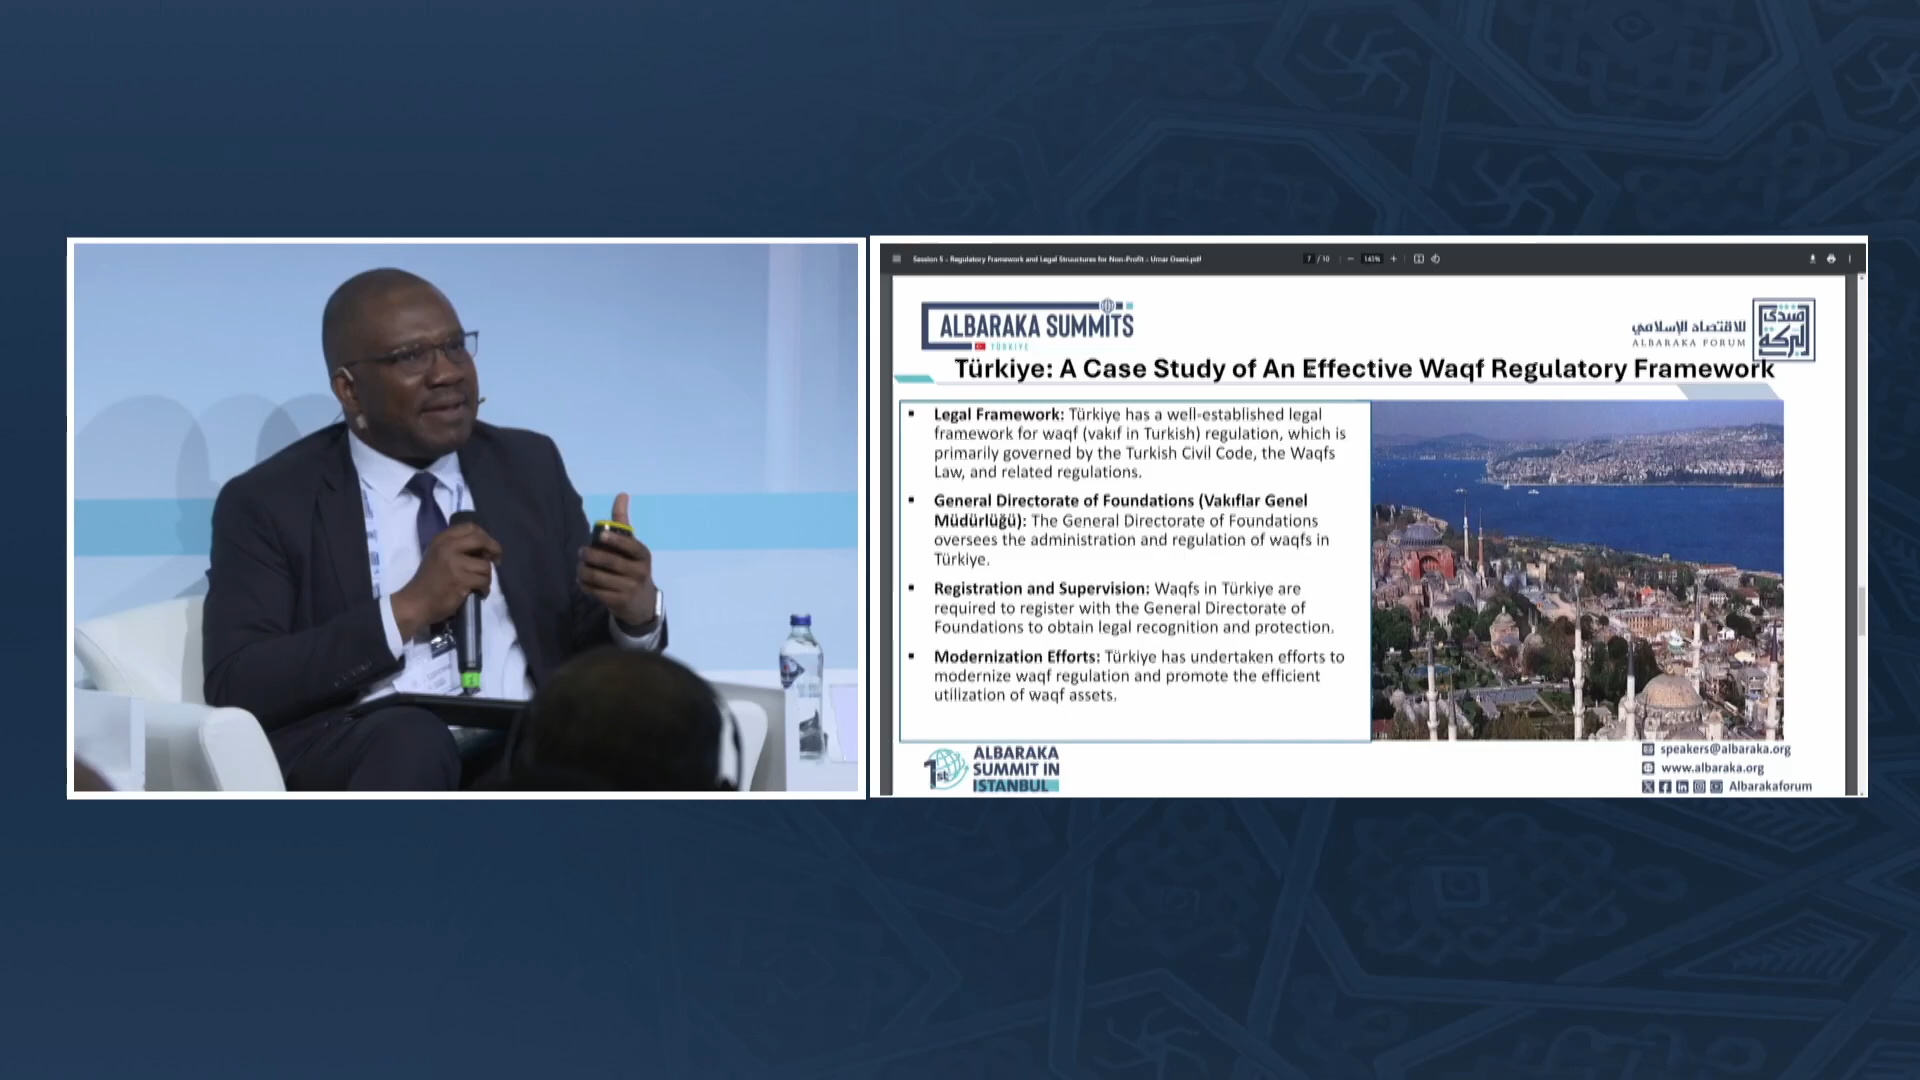 Session 5 - Regulatory Framework and Legal Structures for Non-Profit - Umar Oseni.pdf
7 / 10
141%
ALBARAKA SUMMITS
TÜRKİYE
منتدى
البركة
للاقتصاد الإسلامي
ALBARAKA FORUM
Türkiye: A Case Study of An Effective Waqf Regulatory Framework
▪ Legal Framework: Türkiye has a well-established legal
framework for waqf (vakıf in Turkish) regulation, which is
primarily governed by the Turkish Civil Code, the Waqfs
Law, and related regulations.
▪ General Directorate of Foundations (Vakıflar Genel
Müdürlüğü): The General Directorate of Foundations
oversees the administration and regulation of waqfs in
Türkiye.
▪ Registration and Supervision: Waqfs in Türkiye are
required to register with the General Directorate of
Foundations to obtain legal recognition and protection.
▪ Modernization Efforts: Türkiye has undertaken efforts to
modernize waqf regulation and promote the efficient
utilization of waqf assets.
1st
ALBARAKA
SUMMIT IN
ISTANBUL
speakers@albaraka.org
www.albaraka.org
Albarakaforum